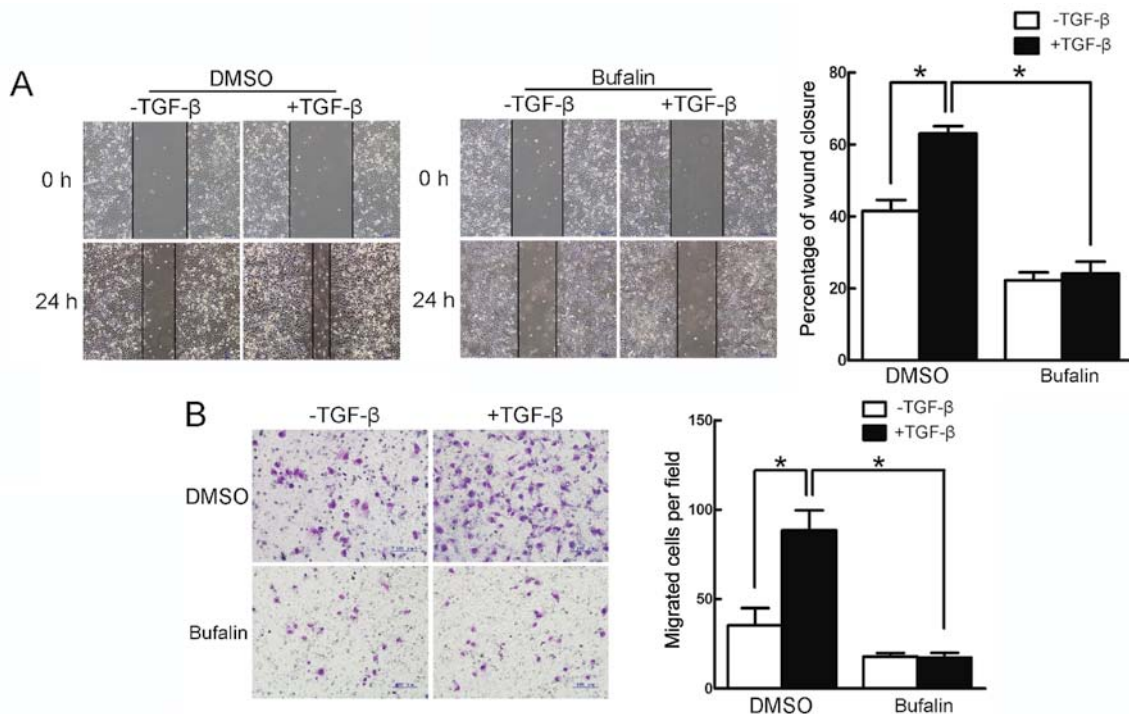 A
DMSO
-TGF-β +TGF-β
Bufalin
-TGF-β +TGF-β
0 h
24 h
0 h
24 h
-TGF-β
+TGF-β
Percentage of wound closure
80
60
40
20
0
*
*
DMSO Bufalin
B
-TGF-β +TGF-β
DMSO
Bufalin
-TGF-β
+TGF-β
Migrated cells per field
150
100
50
0
*
*
DMSO Bufalin